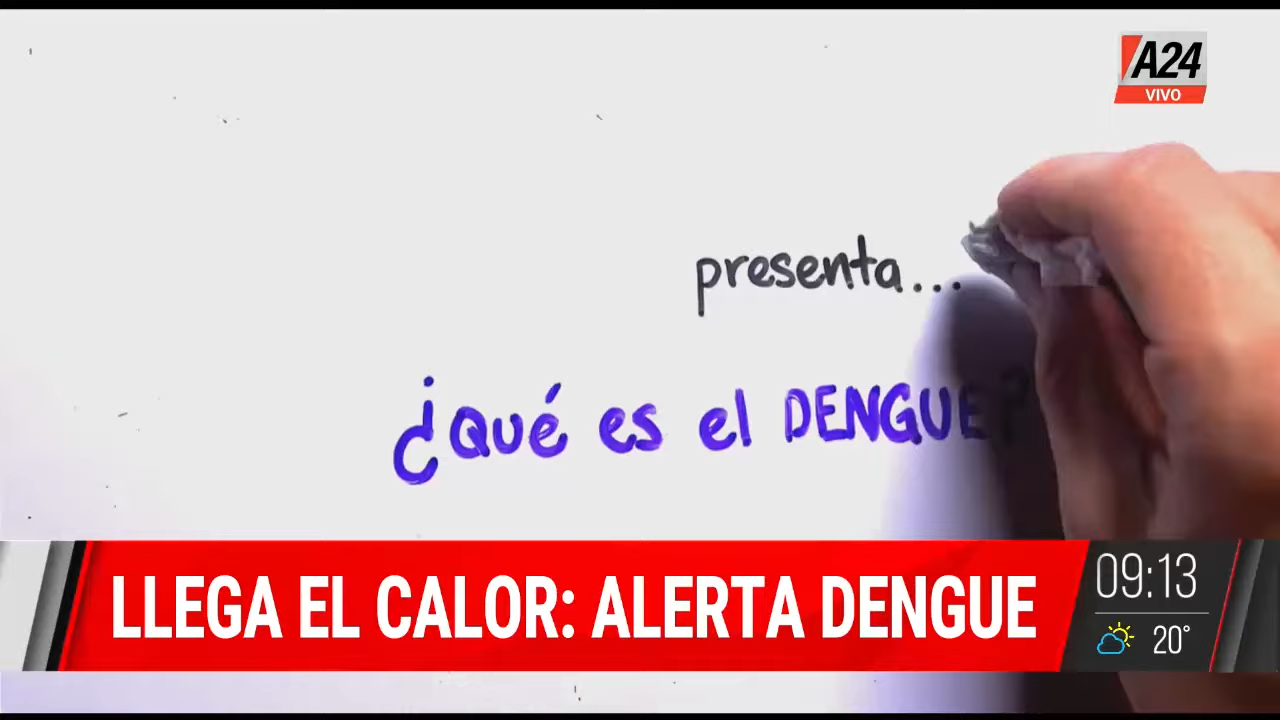 A24
VIVO
presenta...
¿Qué es el DENGUE?
LLEGA EL CALOR: ALERTA DENGUE
09:13
20°